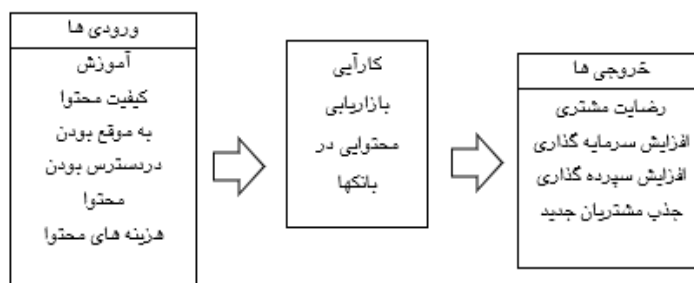 ورودی ها
آموزش
کیفیت محتوا
به موقع بودن
دردسترس بودن
محتوا
هزینه های محتوا
کارآیی
بازاریابی
محتوایی در
بانکها
خروجی ها
رضایت مشتری
افزایش سرمایه گذاری
افزایش سپرده گذاری
جذب مشتریان جدید